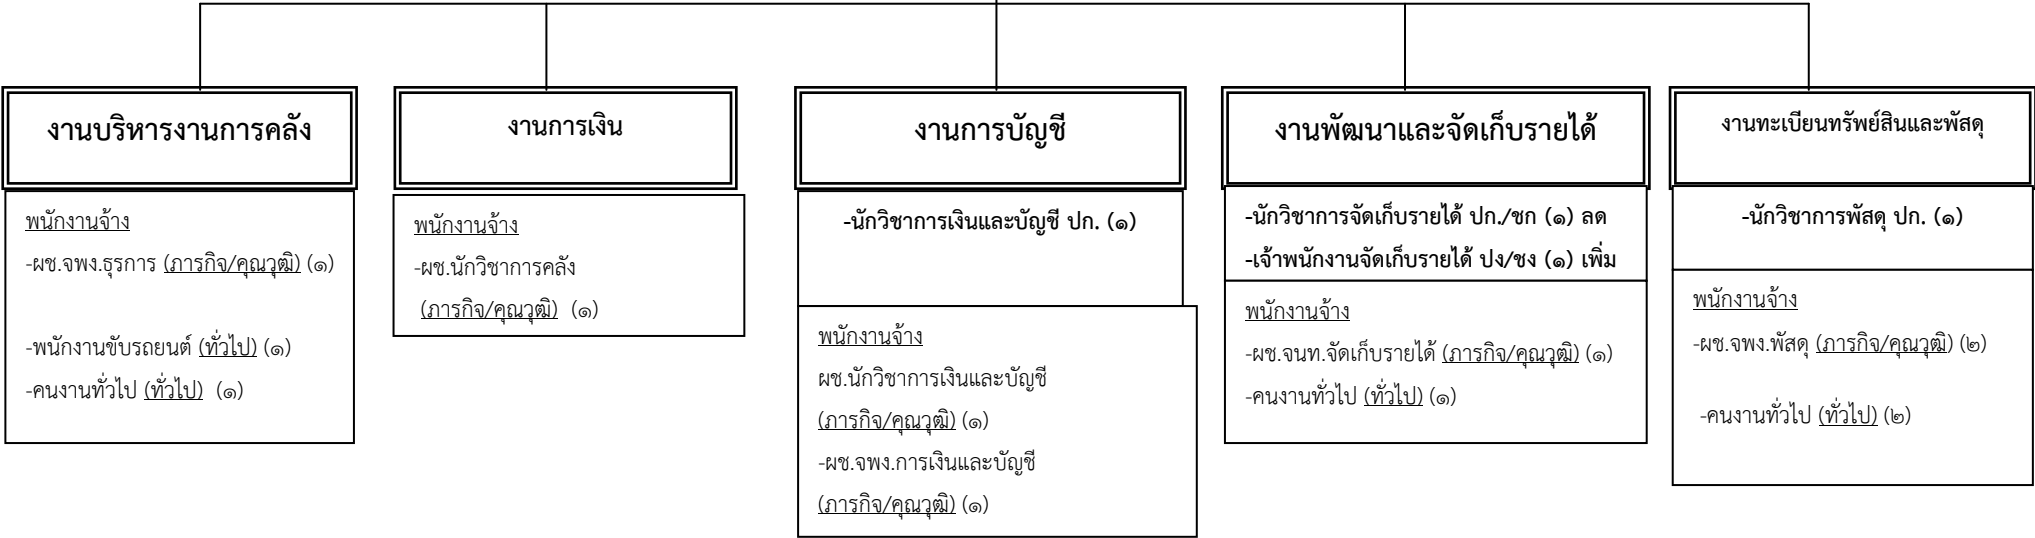 งานบริหารงานการคลัง
พนักงานจ้าง
-ผช.จพง.ธุรการ (ภารกิจ/คุณวุฒิ) (๑)
-พนักงานขับรถยนต์ (ทั่วไป) (๑)
-คนงานทั่วไป (ทั่วไป) (๑)
งานการเงิน
พนักงานจ้าง
-ผช.นักวิชาการคลัง
(ภารกิจ/คุณวุฒิ) (๑)
งานการบัญชี
-นักวิชาการเงินและบัญชี ปก. (๑)
พนักงานจ้าง
ผช.นักวิชาการเงินและบัญชี
(ภารกิจ/คุณวุฒิ) (๑)
-ผช.จพง.การเงินและบัญชี
(ภารกิจ/คุณวุฒิ) (๑)
งานพัฒนาและจัดเก็บรายได้
-นักวิชาการจัดเก็บรายได้ ปก./ชก (๑) ลด
-เจ้าพนักงานจัดเก็บรายได้ ปง/ชง (๑) เพิ่ม
พนักงานจ้าง
-ผช.จนท.จัดเก็บรายได้ (ภารกิจ/คุณวุฒิ) (๑)
-คนงานทั่วไป (ทั่วไป) (๑)
งานทะเบียนทรัพย์สินและพัสดุ
-นักวิชาการพัสดุ ปก. (๑)
พนักงานจ้าง
-ผช.จพง.พัสดุ (ภารกิจ/คุณวุฒิ) (๒)
-คนงานทั่วไป (ทั่วไป) (๒)